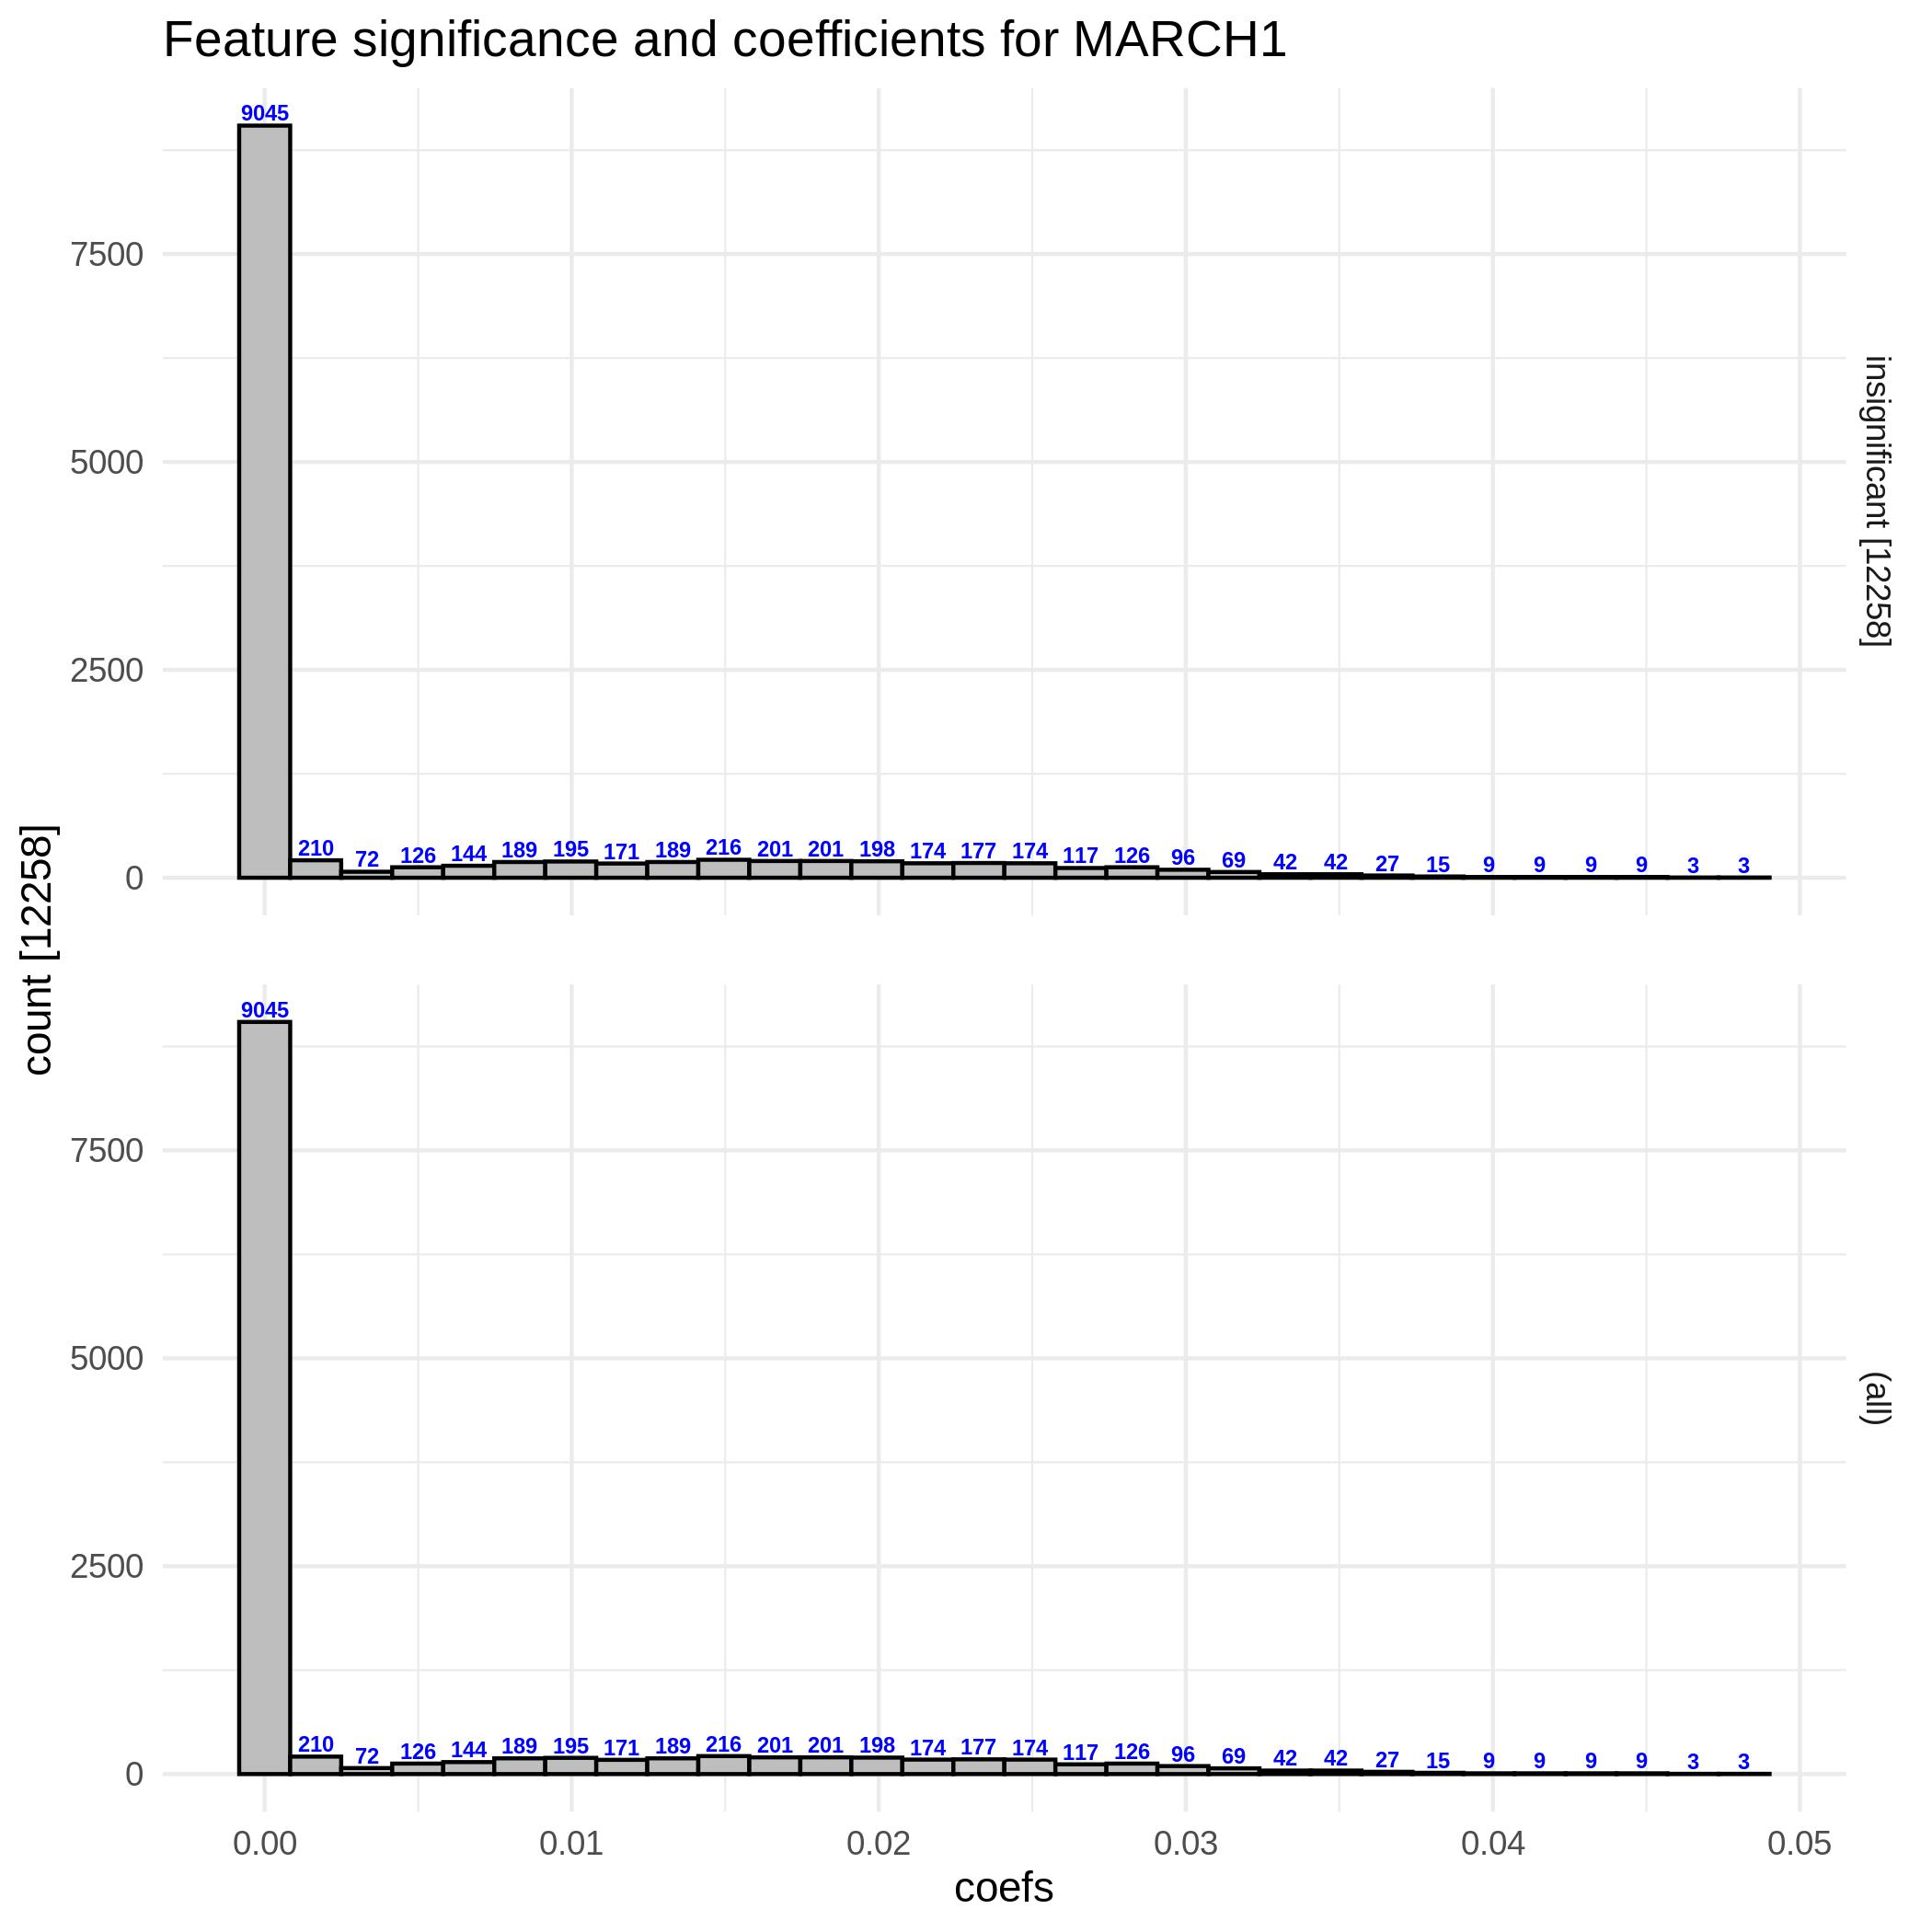 Feature significance and coefficients for MARCH1
count [12258]
7500
5000
2500
0
9045
210 72 126 144 189 195 171 189 216 201 201 198 174 177 174 117 126 96 69 42 42 27 15 9 9 9 9 3 3
insignificant [12258]
7500
5000
2500
0
9045
210 72 126 144 189 195 171 189 216 201 201 198 174 177 174 117 126 96 69 42 42 27 15 9 9 9 9 3 3
(all)
0.00 0.01 0.02 0.03 0.04 0.05
coefs